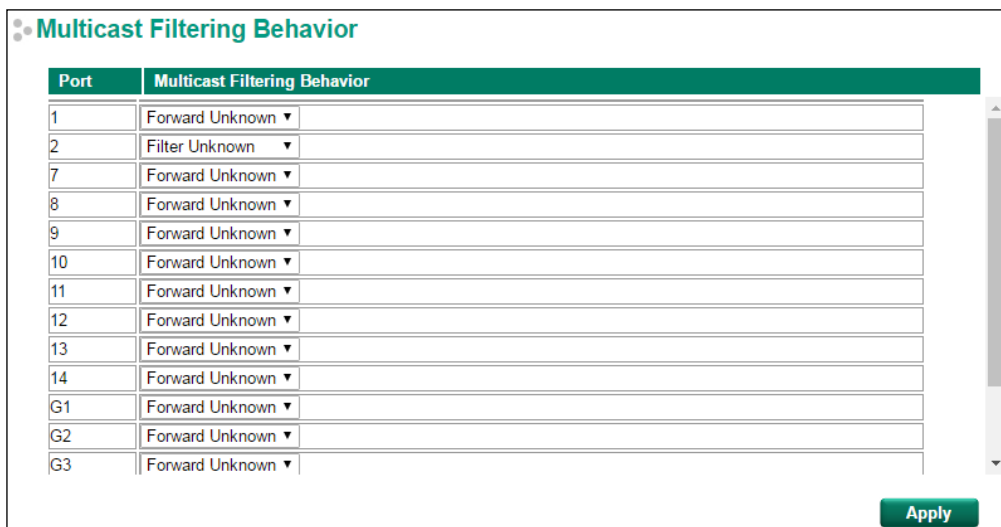 Multicast Filtering Behavior
Port Multicast Filtering Behavior
1 Forward Unknown
2 Filter Unknown
7 Forward Unknown
8 Forward Unknown
9 Forward Unknown
10 Forward Unknown
11 Forward Unknown
12 Forward Unknown
13 Forward Unknown
14 Forward Unknown
G1 Forward Unknown
G2 Forward Unknown
G3 Forward Unknown
Apply